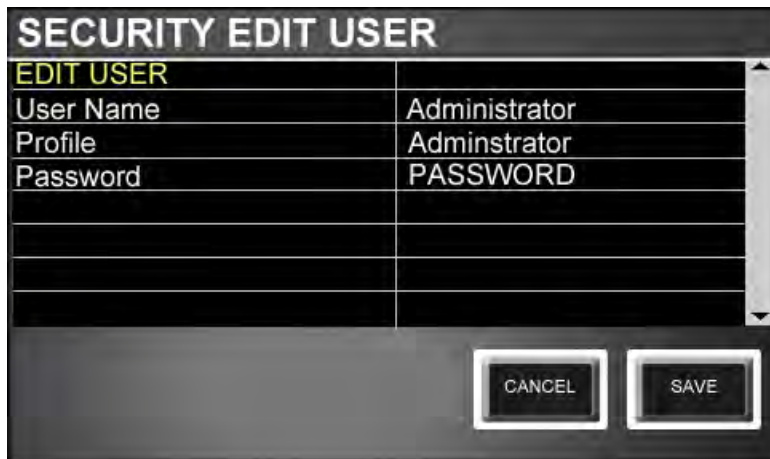 SECURITY EDIT USER
EDIT USER
User Name Administrator
Profile Adminstrator
Password PASSWORD
CANCEL SAVE